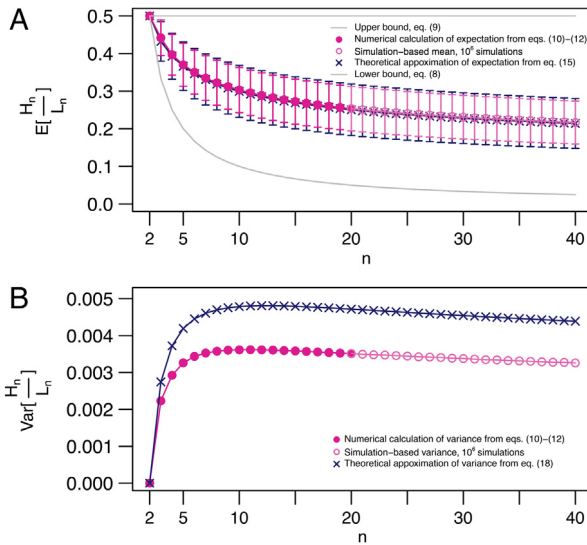 A
Upper bound, eq. (9)
Numerical calculation of expectation from eqs. (10)−(12)
Simulation−based mean, 10⁶ simulations
Theoretical appoximation of expectation from eq. (15)
Lower bound, eq. (8)
E[Hₙ/Lₙ]
0.5
0.4
0.3
0.2
0.1
0.0
2 5 10 20 30 40
n
B
Var[Hₙ/Lₙ]
0.005
0.004
0.003
0.002
0.001
0.000
Numerical calculation of variance from eqs. (10)−(12)
Simulation−based variance, 10⁶ simulations
Theoretical appoximation of variance from eq. (18)
2 5 10 20 30 40
n